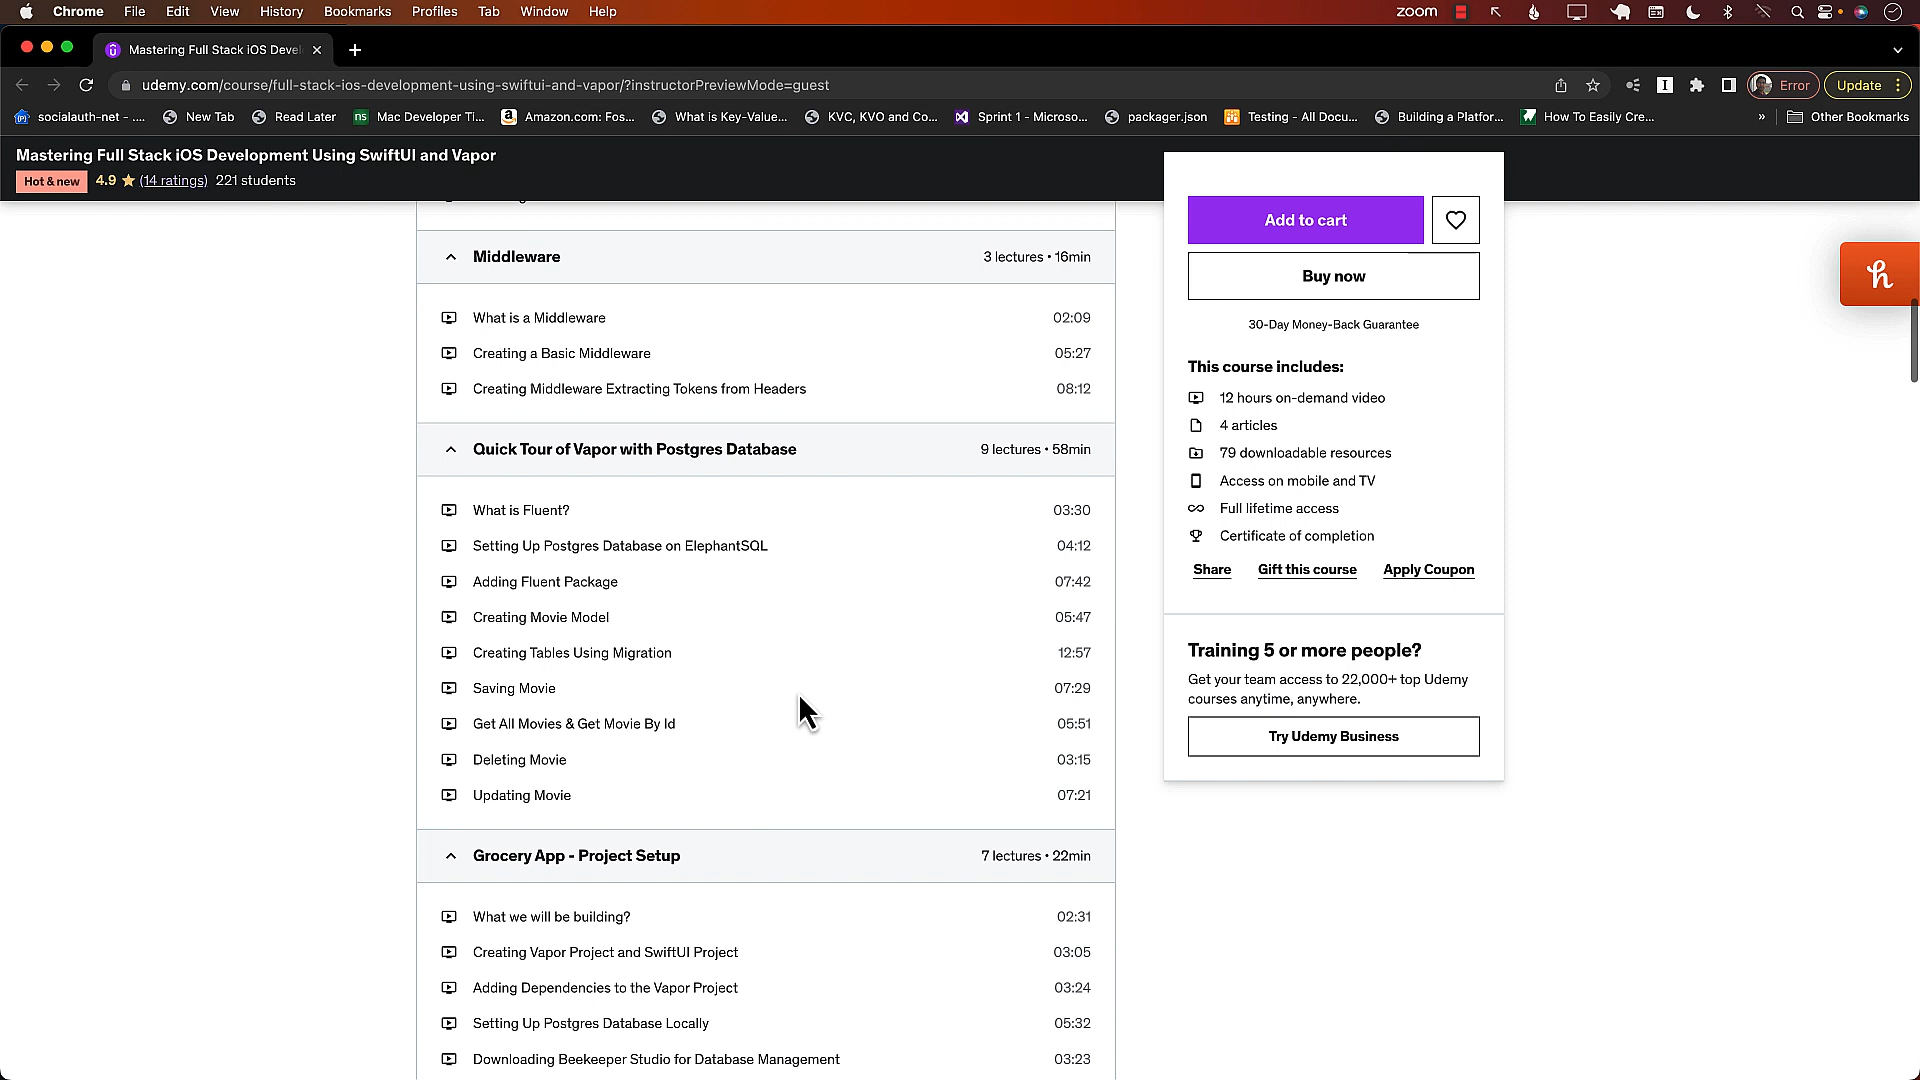 Chrome File Edit View History Bookmarks Profiles Tab Window Help zoom
Mastering Full Stack iOS Devel
udemy.com/course/full-stack-ios-development-using-swiftui-and-vapor/?instructorPreviewMode=guest Error Update
socialauth-net - .... New Tab Read Later ns Mac Developer Ti... Amazon.com: Fos... What is Key-Value... KVC, KVO and Co... Sprint 1 - Microso... packager.json Testing - All Docu... Building a Platfor... How To Easily Cre... » Other Bookmarks
Mastering Full Stack iOS Development Using SwiftUI and Vapor
Hot & new 4.9 (14 ratings) 221 students
Middleware 3 lectures • 16min
What is a Middleware 02:09
Creating a Basic Middleware 05:27
Creating Middleware Extracting Tokens from Headers 08:12
Quick Tour of Vapor with Postgres Database 9 lectures • 58min
What is Fluent? 03:30
Setting Up Postgres Database on ElephantSQL 04:12
Adding Fluent Package 07:42
Creating Movie Model 05:47
Creating Tables Using Migration 12:57
Saving Movie 07:29
Get All Movies & Get Movie By Id 05:51
Deleting Movie 03:15
Updating Movie 07:21
Grocery App - Project Setup 7 lectures • 22min
What we will be building? 02:31
Creating Vapor Project and SwiftUI Project 03:05
Adding Dependencies to the Vapor Project 03:24
Setting Up Postgres Database Locally 05:32
Downloading Beekeeper Studio for Database Management 03:23
Add to cart
Buy now
30-Day Money-Back Guarantee
This course includes:
12 hours on-demand video
4 articles
79 downloadable resources
Access on mobile and TV
Full lifetime access
Certificate of completion
Share Gift this course Apply Coupon
Training 5 or more people?
Get your team access to 22,000+ top Udemy
courses anytime, anywhere.
Try Udemy Business
h